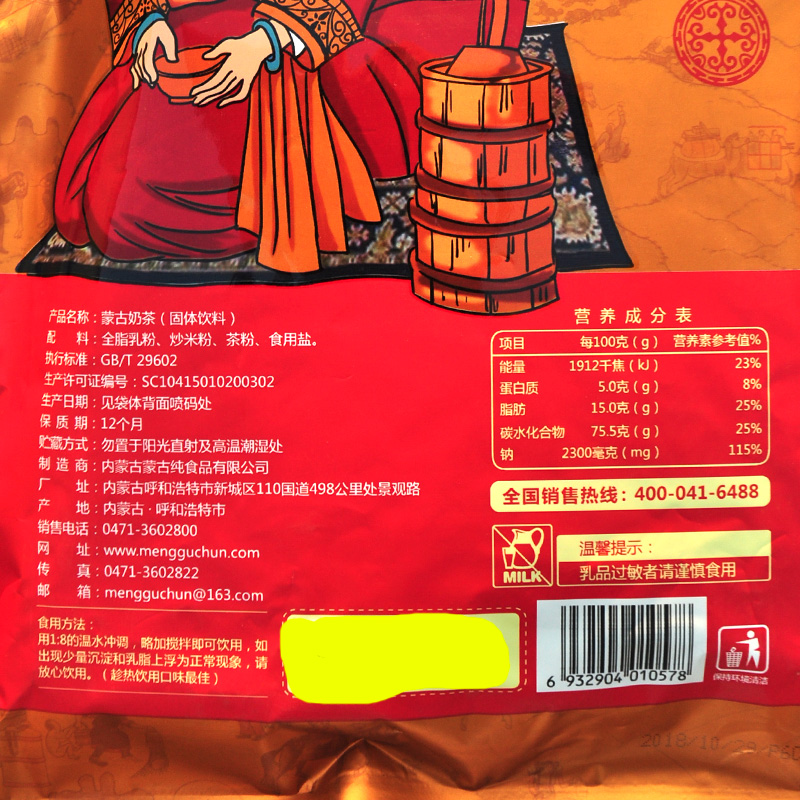 产品名称：蒙古奶茶（固体饮料）
配 料：全脂乳粉、炒米粉、茶粉、食用盐。
执行标准：GB/T 29602
生产许可证编号：SC10415010200302
生产日期：见袋体背面喷码处
保 质 期：12个月
贮藏方式：勿置于阳光直射及高温潮湿处
制 造 商：内蒙古蒙古纯食品有限公司
厂 址：内蒙古呼和浩特市新城区110国道498公里处景观路
产 地：内蒙古·呼和浩特市
销售电话：0471-3602800
网 址：www.mengguchun.com
传 真：0471-3602822
邮 箱：mengguchun@163.com
食用方法：
用1:8的温水冲调，略加搅拌即可饮用，如
出现少量沉淀和乳脂上浮为正常现象，请
放心饮用。（趁热饮用口味最佳）
营养成分表
项目 每100克（g） 营养素参考值%
能量 1912千焦（kJ） 23%
蛋白质 5.0克（g） 8%
脂肪 15.0克（g） 25%
碳水化合物 75.5克（g） 25%
钠 2300毫克（mg） 115%
全国销售热线：400-041-6488
MILK
温馨提示：
乳品过敏者请谨慎食用
6 932904 010578
保持环境清洁
2018/10